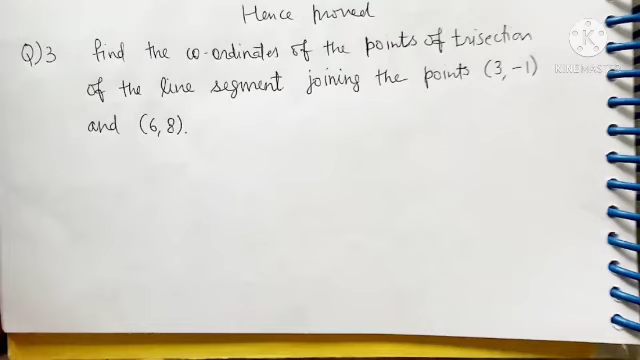 Hence proved
Q)3 find the co-ordinates of the points of trisection
of the line segment joining the points (3, -1)
and (6, 8).
K
KINEMASTER